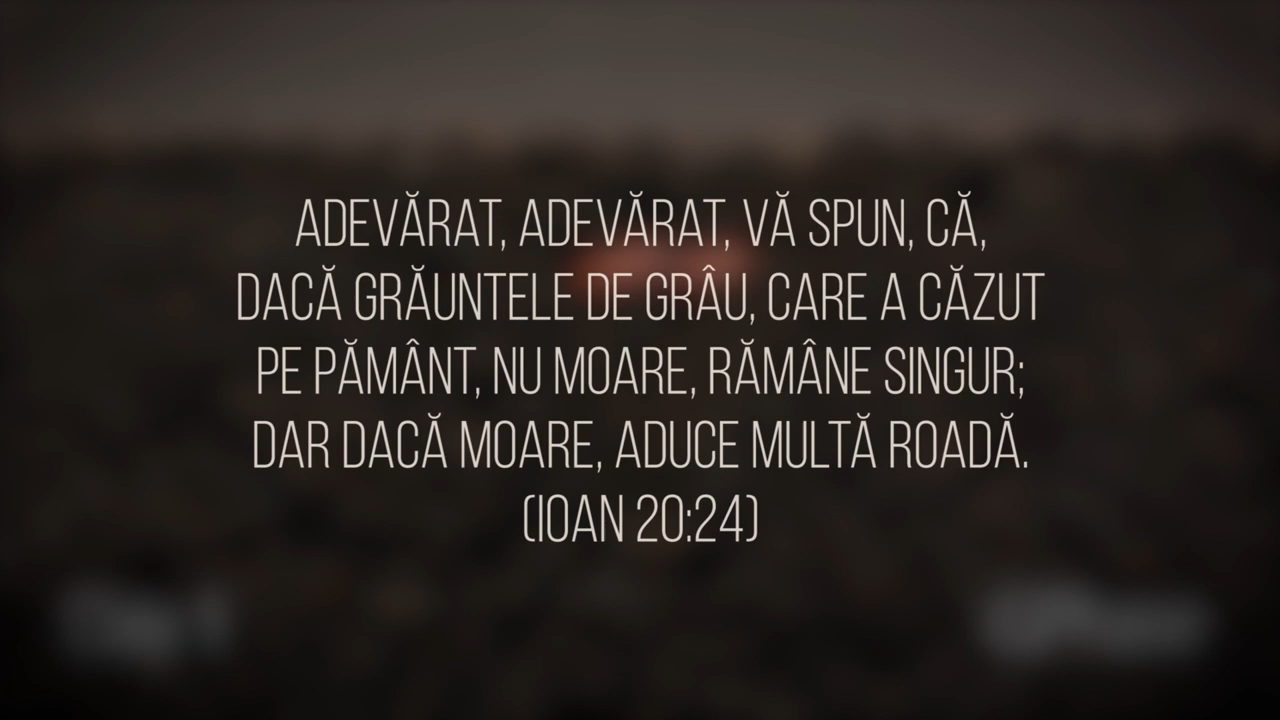 ADEVĂRAT, ADEVĂRAT, VĂ SPUN, CĂ,
DACĂ GRĂUNTELE DE GRÂU, CARE A CĂZUT
PE PĂMÂNT, NU MOARE, RĂMÂNE SINGUR;
DAR DACĂ MOARE, ADUCE MULTĂ ROADĂ.
(IOAN 20:24)